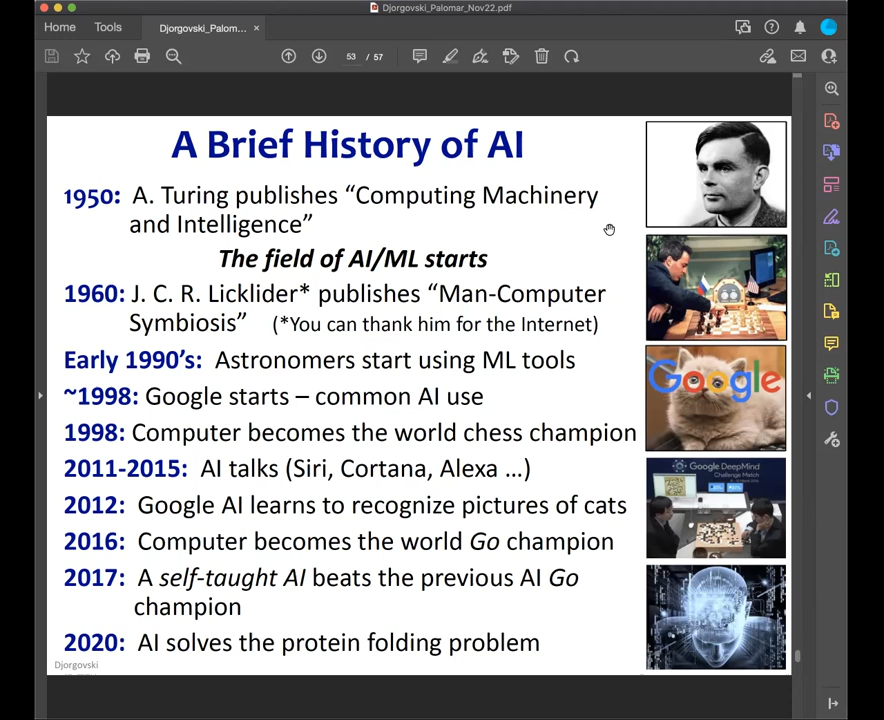 Djorgovski_Palomar_Nov22.pdf
Home Tools Djorgovski_Palom... ×
53 / 57
A Brief History of AI
1950: A. Turing publishes “Computing Machinery
and Intelligence”
The field of AI/ML starts
1960: J. C. R. Licklider* publishes “Man-Computer
Symbiosis” (*You can thank him for the Internet)
Early 1990’s: Astronomers start using ML tools
~1998: Google starts – common AI use
1998: Computer becomes the world chess champion
2011-2015: AI talks (Siri, Cortana, Alexa ...)
2012: Google AI learns to recognize pictures of cats
2016: Computer becomes the world Go champion
2017: A self-taught AI beats the previous AI Go
champion
2020: AI solves the protein folding problem
Djorgovski
Google
Google DeepMind
Challenge Match